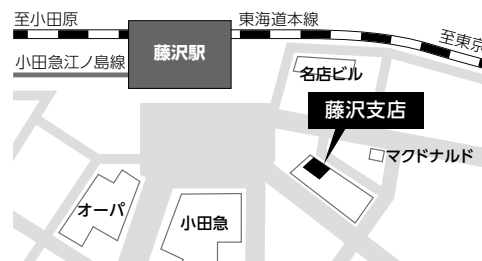 至小田原
東海道本線
至東京
小田急江ノ島線
藤沢駅
名店ビル
藤沢支店
マクドナルド
オーパ
小田急